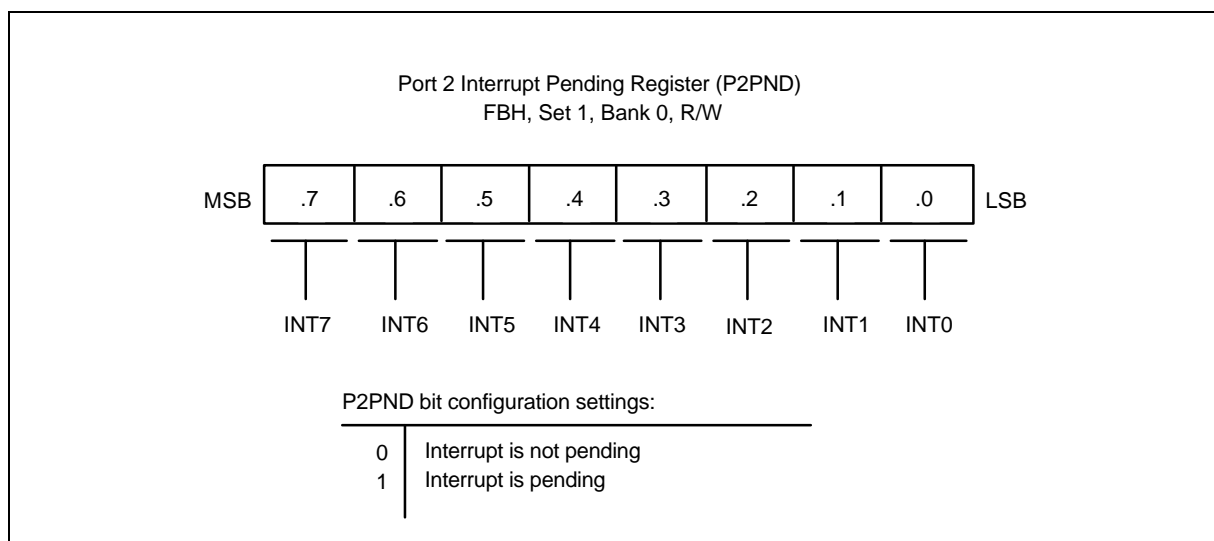 Port 2 Interrupt Pending Register (P2PND)
FBH, Set 1, Bank 0, R/W
MSB .7 .6 .5 .4 .3 .2 .1 .0 LSB
INT7 INT6 INT5 INT4 INT3 INT2 INT1 INT0
P2PND bit configuration settings:
0 Interrupt is not pending
1 Interrupt is pending